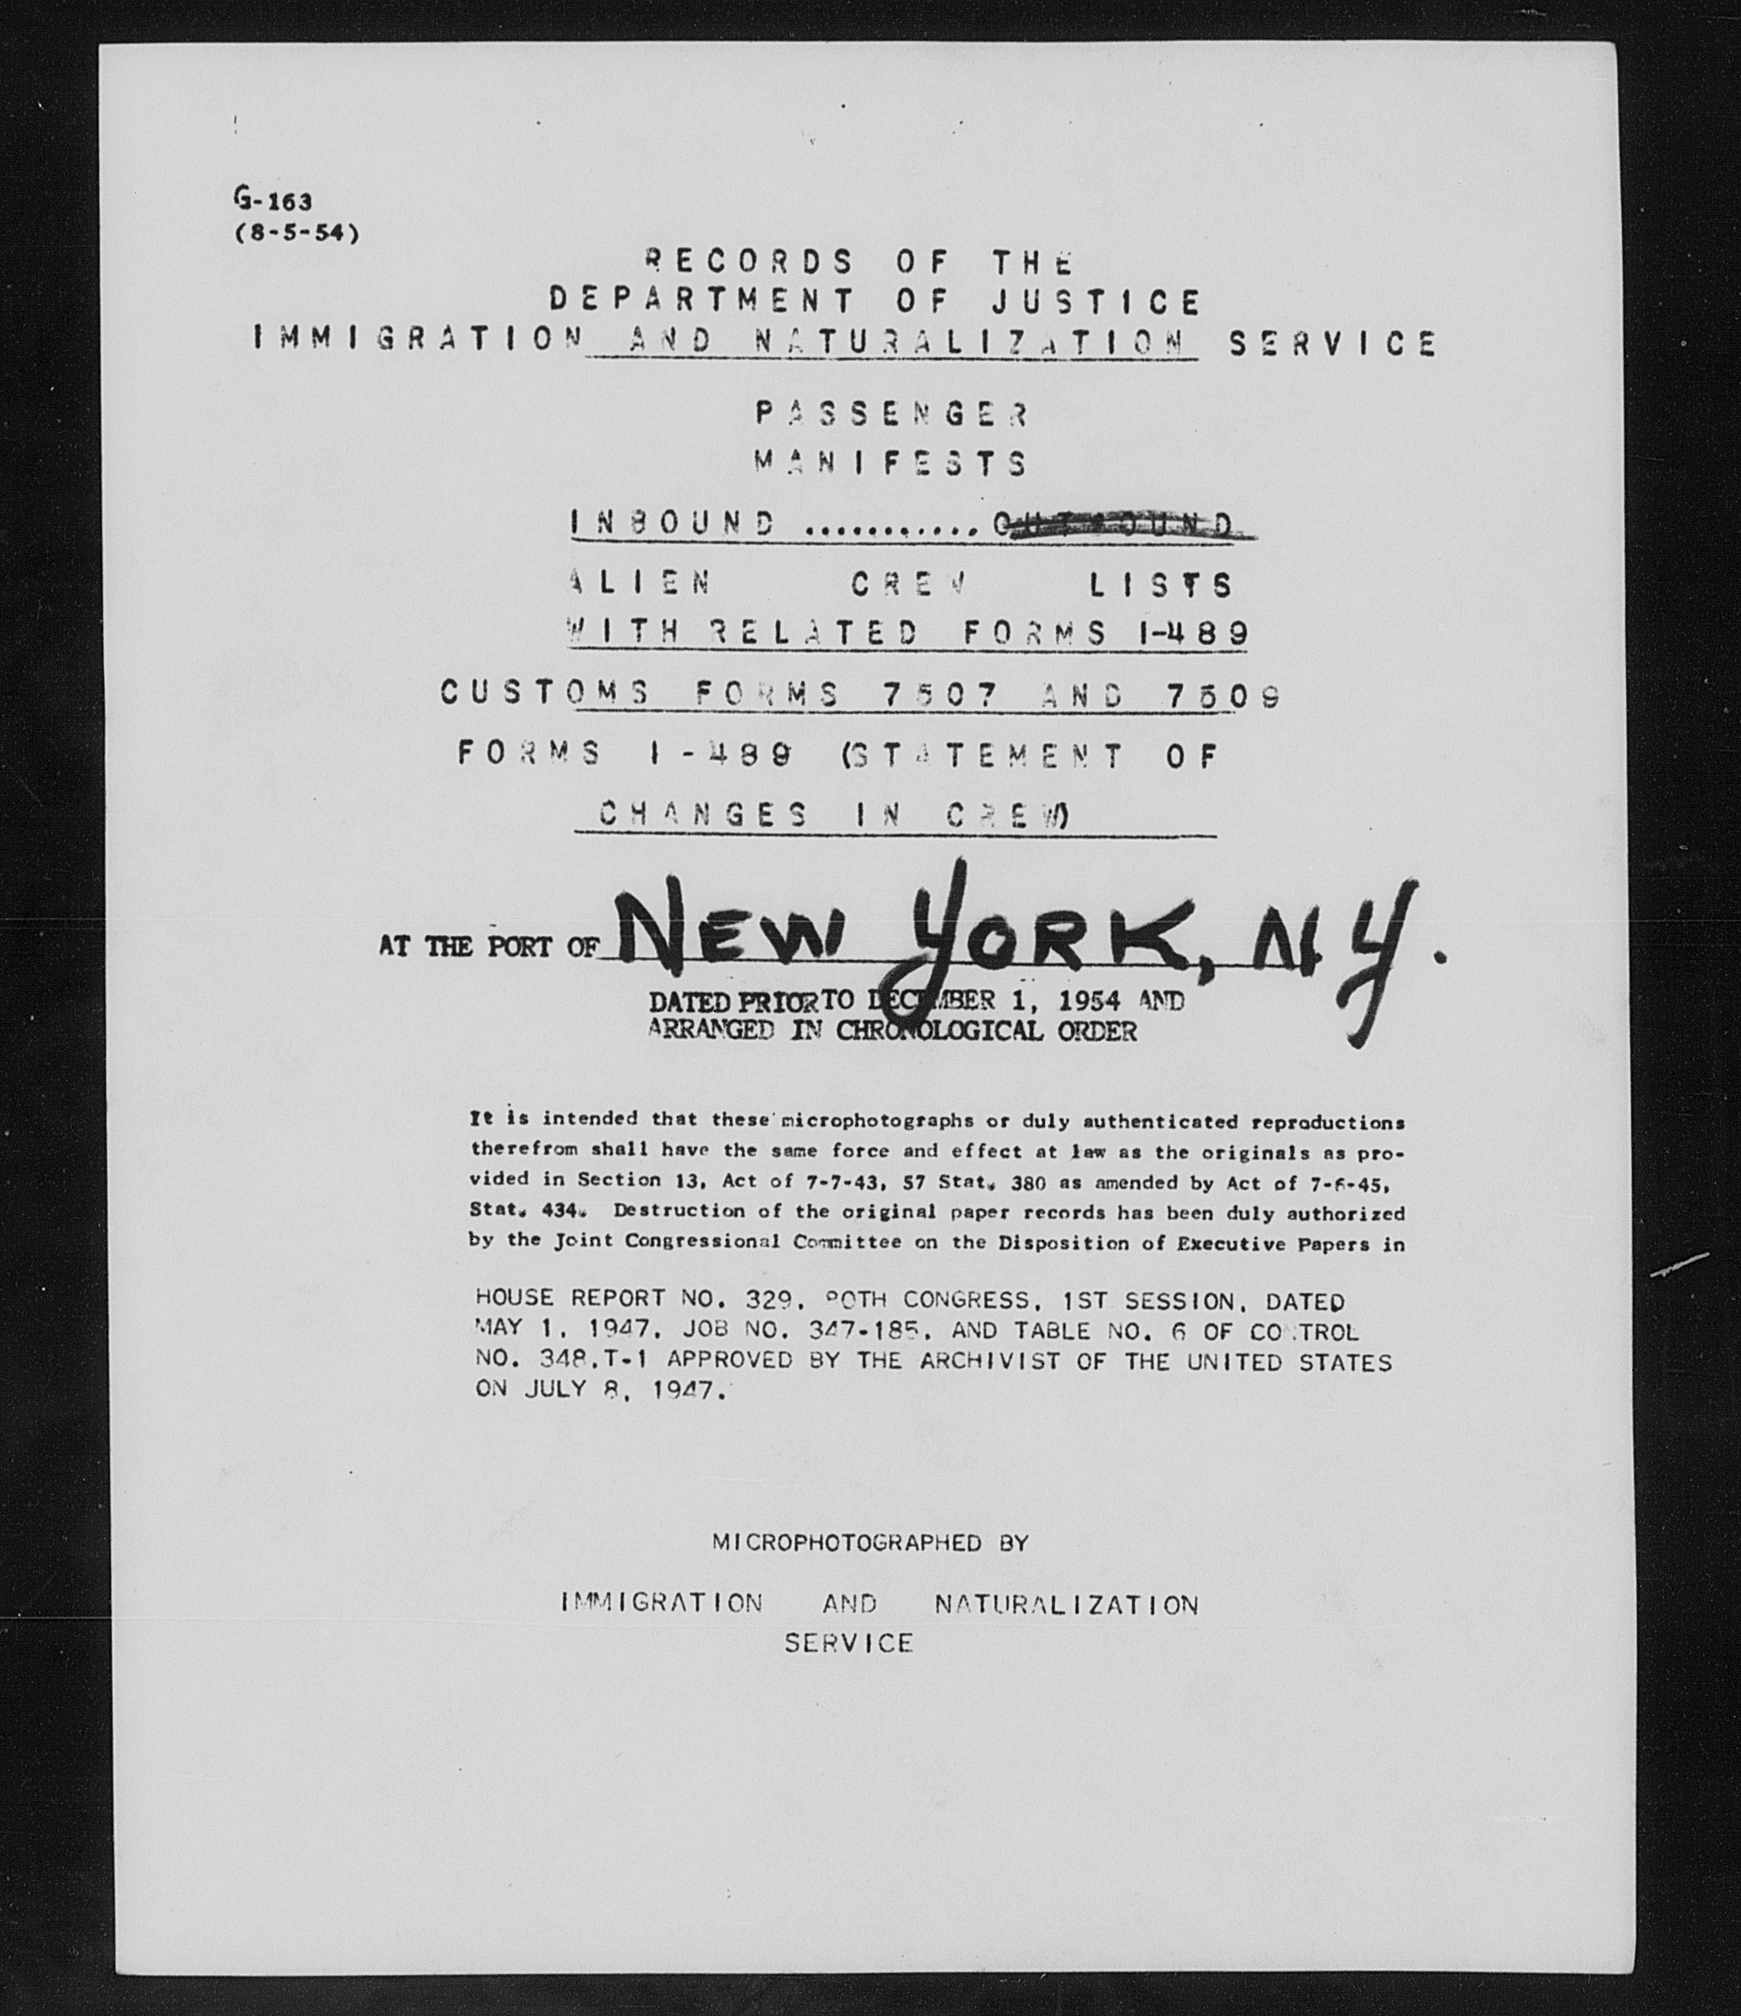 G-163
(8-5-54)
RECORDS OF THE
DEPARTMENT OF JUSTICE
IMMIGRATION AND NATURALIZATION SERVICE
PASSENGER
MANIFESTS
INBOUND ........... OUTBOUND
ALIEN CREW LISTS
WITH RELATED FORMS I-489
CUSTOMS FORMS 7507 AND 7509
FORMS I-489 (STATEMENT OF
CHANGES IN CREW)
AT THE PORT OF NEW YORK, NY.
DATED PRIOR TO DECEMBER 1, 1954 AND
ARRANGED IN CHRONOLOGICAL ORDER
It is intended that these microphotographs or duly authenticated reproductions
therefrom shall have the same force and effect at law as the originals as pro-
vided in Section 13, Act of 7-7-43, 57 Stat. 380 as amended by Act of 7-6-45,
Stat. 434. Destruction of the original paper records has been duly authorized
by the Joint Congressional Committee on the Disposition of Executive Papers in
HOUSE REPORT NO. 329, 80TH CONGRESS, 1ST SESSION, DATED
MAY 1, 1947, JOB NO. 347-185, AND TABLE NO. 6 OF CONTROL
NO. 348.T-1 APPROVED BY THE ARCHIVIST OF THE UNITED STATES
ON JULY 8, 1947.
MICROPHOTOGRAPHED BY
IMMIGRATION AND NATURALIZATION
SERVICE